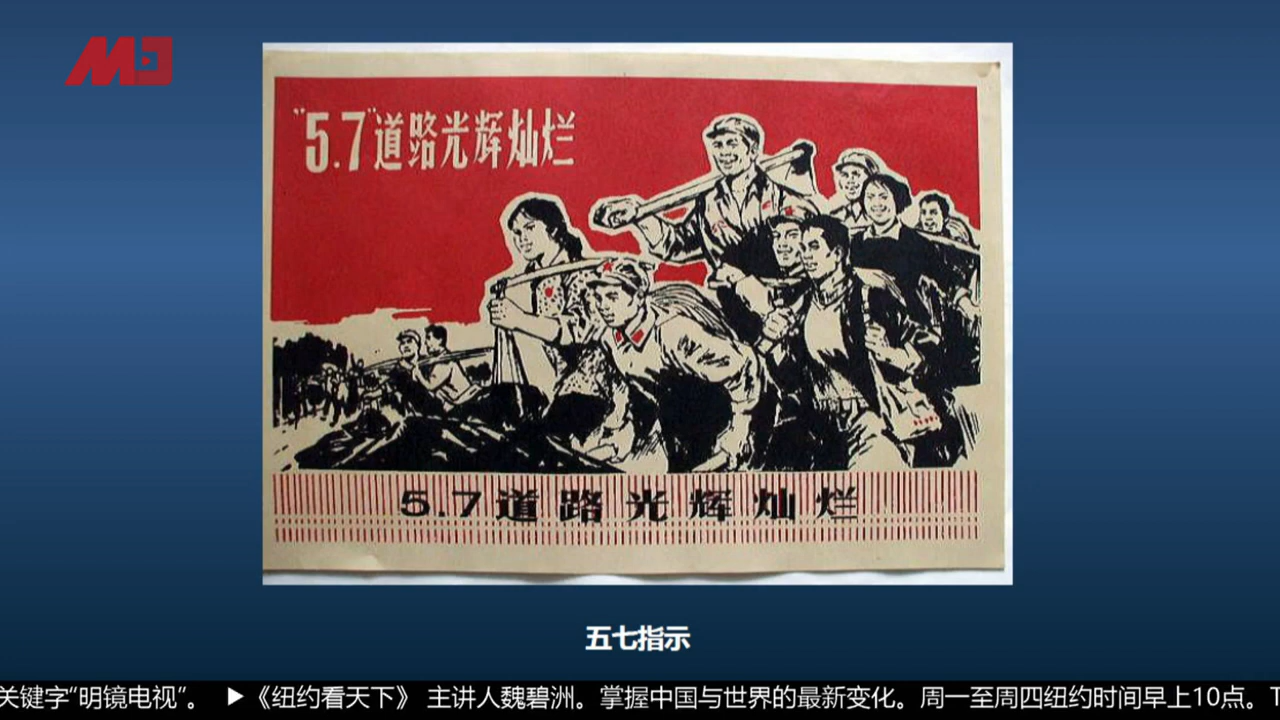 "5.7"道路光辉灿烂
5.7道路光辉灿烂
五七指示
关键字“明镜电视”。 ▶《纽约看天下》 主讲人魏碧洲。掌握中国与世界的最新变化。周一至周四纽约时间早上10点。